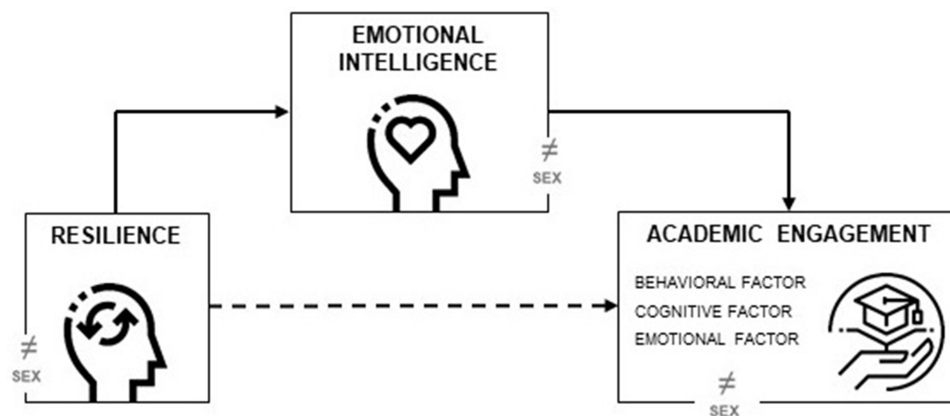 EMOTIONAL
INTELLIGENCE
≠
SEX
RESILIENCE
≠
SEX
ACADEMIC ENGAGEMENT
BEHAVIORAL FACTOR
COGNITIVE FACTOR
EMOTIONAL FACTOR
≠
SEX